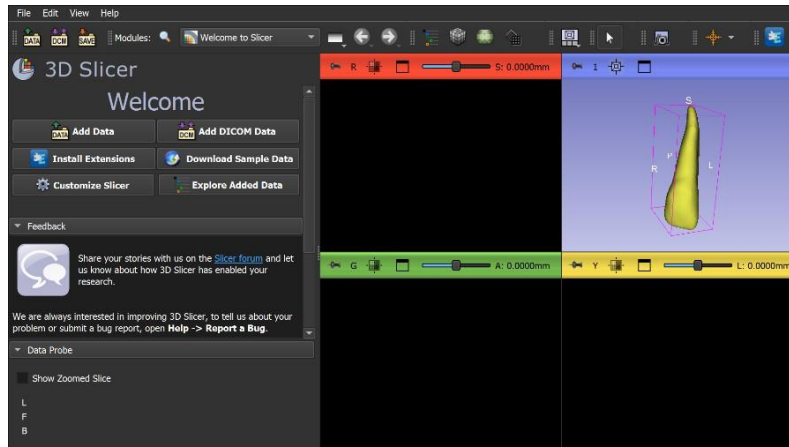 File Edit View Help
DATA DCM SAVE Modules: Welcome to Slicer
3D Slicer
Welcome
DATA Add Data
DCM Add DICOM Data
Install Extensions
Download Sample Data
Customize Slicer
Explore Added Data
Feedback
Share your stories with us on the Slicer forum and let
us know about how 3D Slicer has enabled your
research.
We are always interested in improving 3D Slicer, to tell us about your
problem or submit a bug report, open Help -> Report a Bug.
Data Probe
Show Zoomed Slice
L
F
B
R S: 0.0000mm
1
S
P
R L
G A: 0.0000mm
Y L: 0.0000mm